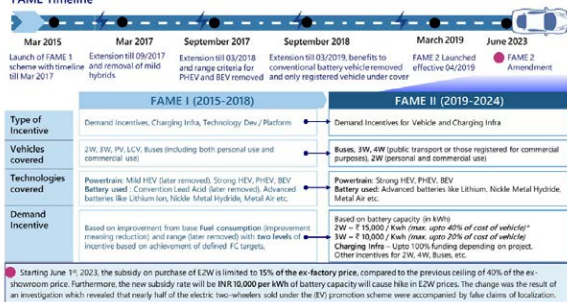 FAME Timeline
Mar 2015
Mar 2017
September 2017
September 2018
March 2019
June 2023
Launch of FAME 1
scheme with timeline
till Mar 2017
Extension till 09/2017
and removal of mild
hybrids
Extension till 03/2018
and range criteria for
PHEV and BEV removed
Extension till 03/2019, benefits to
conventional battery vehicle removed
and only registered vehicle under cover
FAME 2 Launched
effective 04/2019
FAME 2
Amendment
FAME I (2015-2018)
FAME II (2019-2024)
Type of
Incentive
Demand Incentives, Charging Infra, Technology Dev / Platform
Demand Incentives for Vehicle and Charging Infra
Vehicles
covered
2W, 3W, PV, LCV, Buses (including both personal use and
commercial use)
Buses, 3W, 4W (public transport or those registered for commercial
purposes), 2W (personal and commercial use)
Technologies
covered
Powertrain: Mild HEV (later removed), Strong HEV, PHEV, BEV
Battery used : Convention Lead Acid (later removed); Advanced
batteries like Lithium Ion, Nickle Metal Hydride, Metal Air etc.
Powertrain: Strong HEV, PHEV, BEV
Battery used: Advanced batteries like Lithium, Nickle Metal Hydride,
Metal Air etc.
Demand
Incentive
Based on improvement from base Fuel consumption (improvement
meaning reduction) and range (later removed) with two levels of
incentive based on achievement of defined FC targets.
Based on battery capacity (in kWh)
2W ~ ₹ 15,000 / Kwh (max. upto 40% of cost of vehicle)*
3W ~ ₹ 10,000 / Kwh (max. upto 20% of cost of vehicle)
Charging Infra – Upto 100% funding depending on project.
Other incentives for 2W, 4W, Buses, etc.
Starting June 1st, 2023, the subsidy on purchase of E2W is limited to 15% of the ex-factory price, compared to the previous ceiling of 40% of the ex-
showroom price. Furthermore, the new subsidy rate will be INR 10,000 per kWh of battery capacity will cause hike in E2W prices. The change was the result of
an investigation which revealed that nearly half of the electric two-wheelers sold under the (EV) promotion scheme were accompanied by false claims of localization.